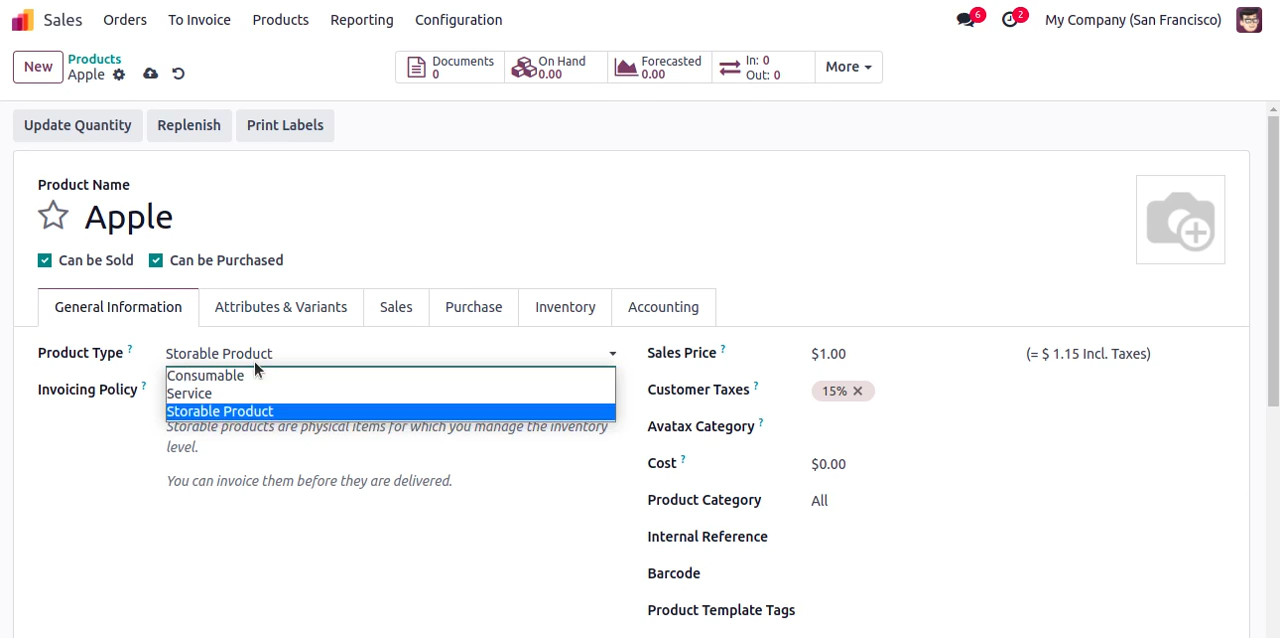 Sales Orders To Invoice Products Reporting Configuration 6 2 My Company (San Francisco)
New Products Apple
Documents 0 On Hand 0.00 Forecasted 0.00 In: 0 Out: 0 More
Update Quantity Replenish Print Labels
Product Name
Apple
Can be Sold Can be Purchased
General Information Attributes & Variants Sales Purchase Inventory Accounting
Product Type ? Storable Product
Consumable
Service
Storable Product
Invoicing Policy ?
Storable products are physical items for which you manage the inventory
level.
You can invoice them before they are delivered.
Sales Price ? $1.00 (= $ 1.15 Incl. Taxes)
Customer Taxes ? 15% ×
Avatax Category ?
Cost ? $0.00
Product Category All
Internal Reference
Barcode
Product Template Tags